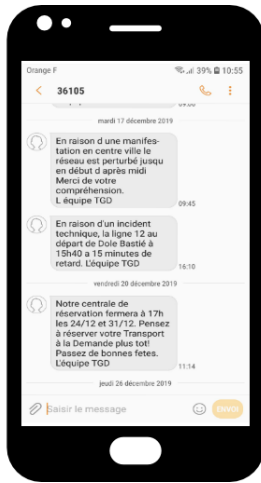 Orange F 39% 10:55
36105
09:00
mardi 17 décembre 2019
En raison d une manifes-
tation en centre ville le
réseau est perturbé jusqu
en début d après midi
Merci de votre
compréhension.
L équipe TGD
09:45
En raison d'un incident
technique, la ligne 12 au
départ de Dole Bastié à
15h40 a 15 minutes de
retard. L'équipe TGD
16:10
vendredi 20 décembre 2019
Notre centrale de
réservation fermera à 17h
les 24/12 et 31/12. Pensez
à réserver votre Transport
à la Demande plus tot!
Passez de bonnes fetes.
L'équipe TGD
11:14
jeudi 26 décembre 2019
Saisir le message
ENVOI